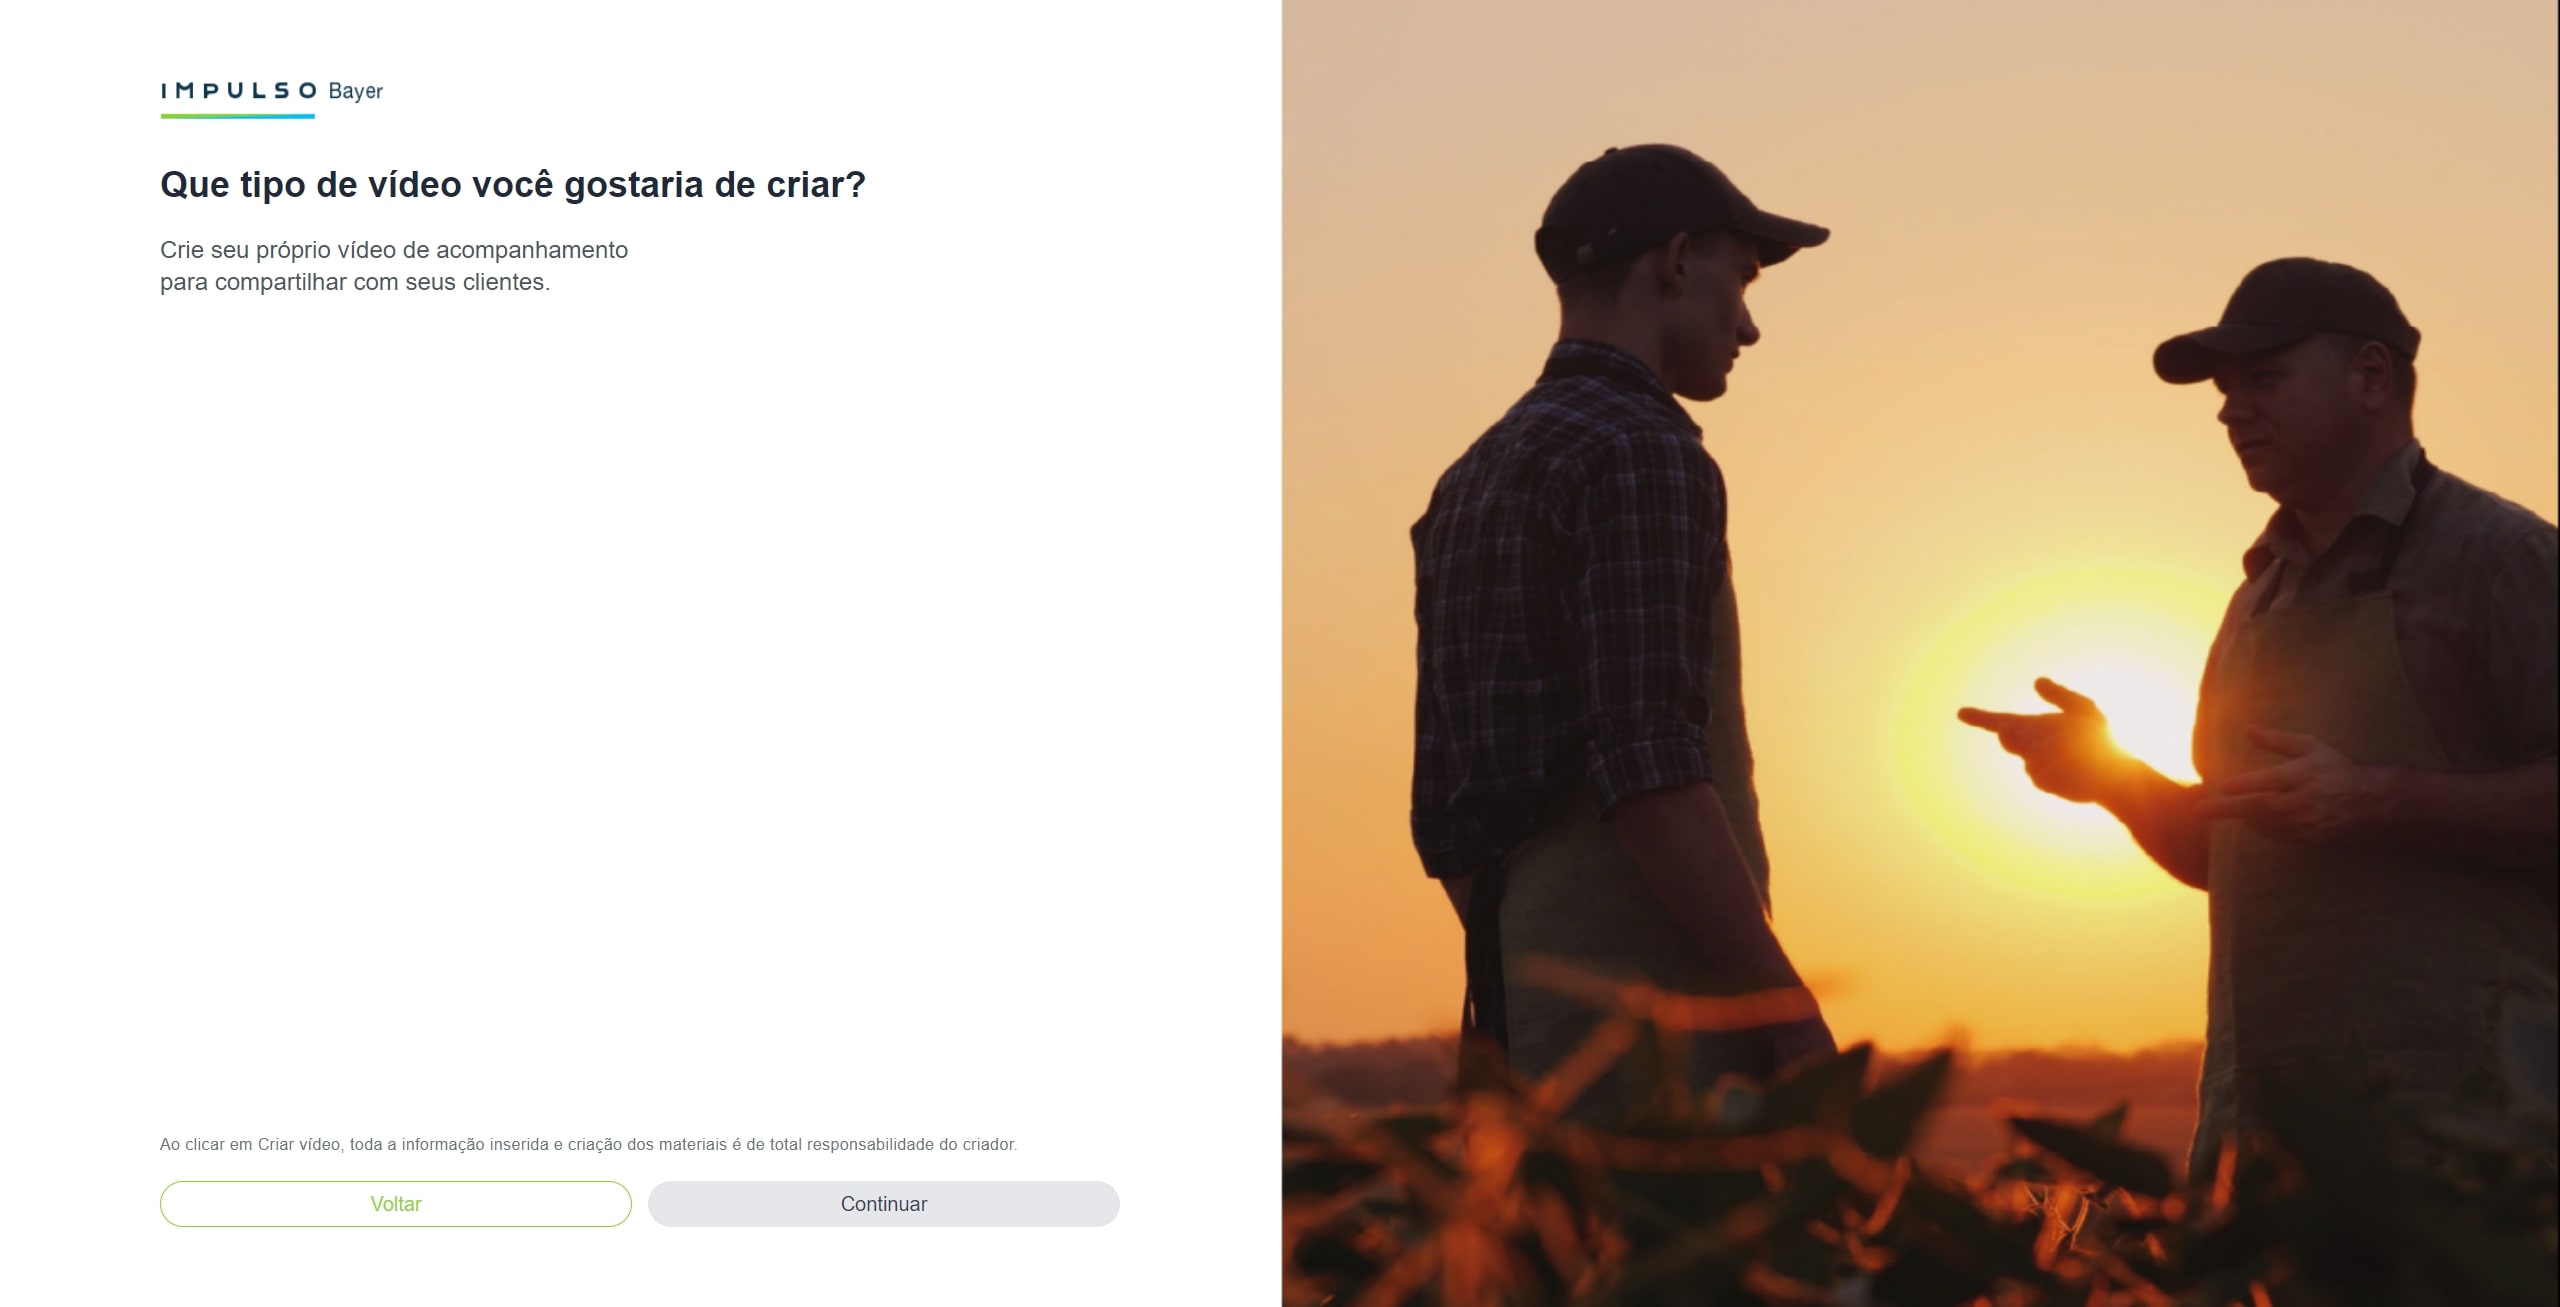 IMPULSO Bayer
Que tipo de vídeo você gostaria de criar?
Crie seu próprio vídeo de acompanhamento
para compartilhar com seus clientes.
Ao clicar em Criar vídeo, toda a informação inserida e criação dos materiais é de total responsabilidade do criador.
Voltar
Continuar